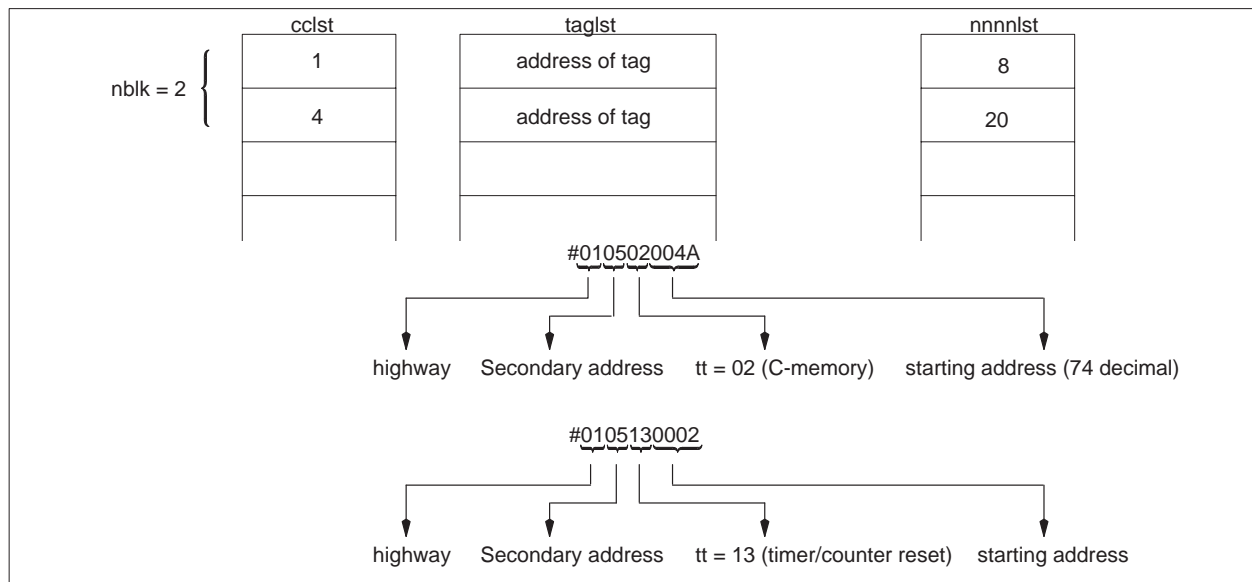 cclst taglst nnnnlst
1 address of tag 8
nblk = 2
4 address of tag 20
#010502004A
highway Secondary address tt = 02 (C-memory) starting address (74 decimal)
#0105130002
highway Secondary address tt = 13 (timer/counter reset) starting address